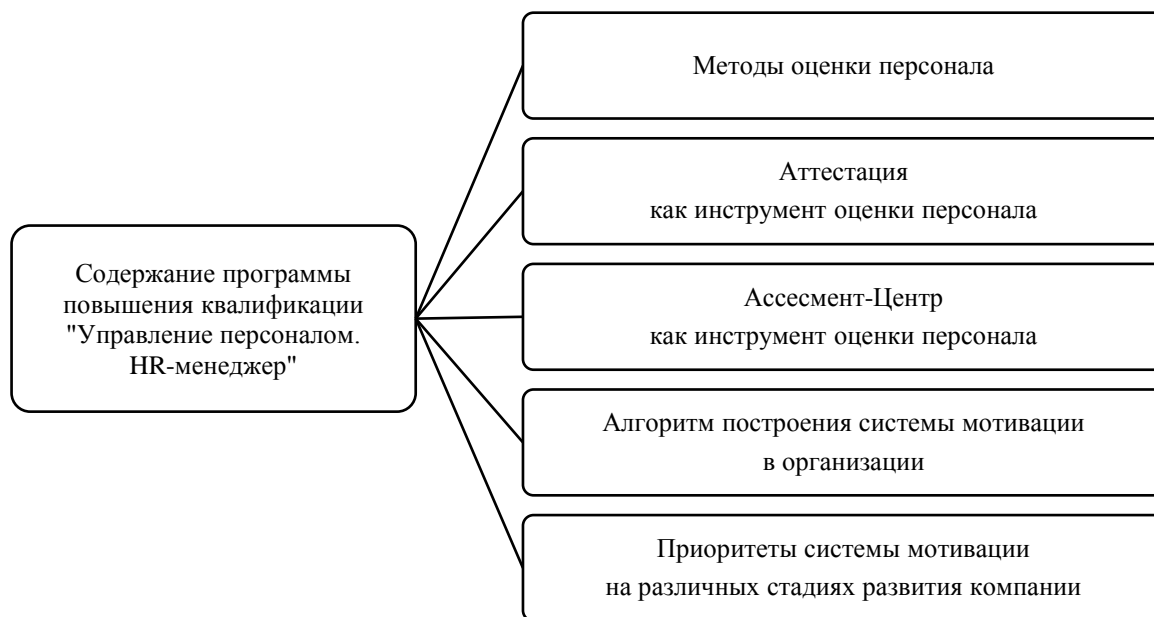 Содержание программы
повышения квалификации
"Управление персоналом.
HR-менеджер"
Методы оценки персонала
Аттестация
как инструмент оценки персонала
Ассесмент-Центр
как инструмент оценки персонала
Алгоритм построения системы мотивации
в организации
Приоритеты системы мотивации
на различных стадиях развития компании